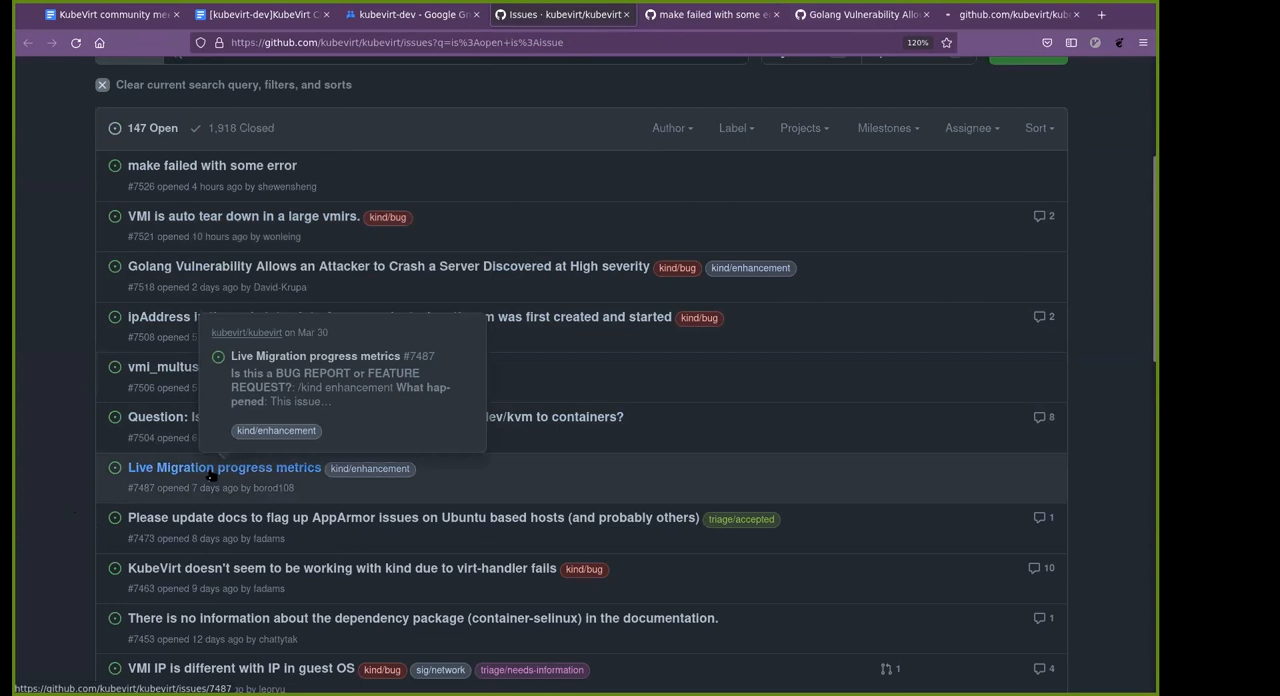 KubeVirt community me
[kubevirt-dev]KubeVirt C
kubevirt-dev - Google Gr
Issues · kubevirt/kubevirt
make failed with some e
Golang Vulnerability Allo
github.com/kubevirt/kube
https://github.com/kubevirt/kubevirt/issues?q=is%3Aopen+is%3Aissue
120%
Clear current search query, filters, and sorts
147 Open
1,918 Closed
Author
Label
Projects
Milestones
Assignee
Sort
make failed with some error
#7526 opened 4 hours ago by shewensheng
VMI is auto tear down in a large vmirs. kind/bug
2
#7521 opened 10 hours ago by wonleing
Golang Vulnerability Allows an Attacker to Crash a Server Discovered at High severity kind/bug kind/enhancement
#7518 opened 2 days ago by David-Krupa
ipAddress i
m was first created and started kind/bug
2
#7508 opened 5
vmi_multus
#7506 opened 5
Question: Is
dev/kvm to containers?
8
#7504 opened 6
kubevirt/kubevirt on Mar 30
Live Migration progress metrics #7487
Is this a BUG REPORT or FEATURE
REQUEST?: /kind enhancement What hap-
pened: This issue...
kind/enhancement
Live Migration progress metrics kind/enhancement
#7487 opened 7 days ago by borod108
Please update docs to flag up AppArmor issues on Ubuntu based hosts (and probably others) triage/accepted
1
#7473 opened 8 days ago by fadams
KubeVirt doesn't seem to be working with kind due to virt-handler fails kind/bug
10
#7463 opened 9 days ago by fadams
There is no information about the dependency package (container-selinux) in the documentation.
1
#7453 opened 12 days ago by chattytak
VMI IP is different with IP in guest OS kind/bug sig/network triage/needs-information
1
4
https://github.com/kubevirt/kubevirt/issues/7487
go by leoryu